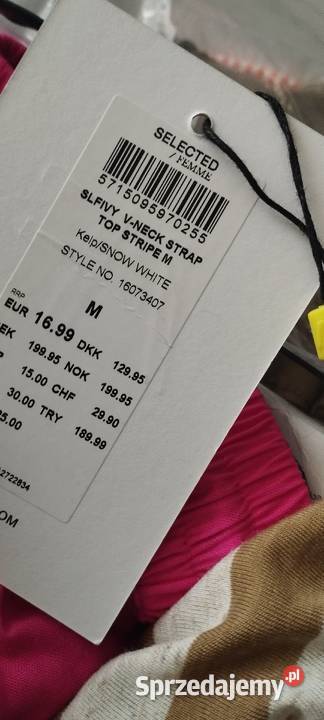 SELECTED
/ FEMME
5715095970255
SLFIVY V-NECK STRAP
TOP STRIPE M
Kelp/SNOW WHITE
STYLE NO. 16073407
M
RRP
EUR 16.99 DKK 129.95
EK 199.95 NOK 199.95
P 15.00 CHF 29.90
30.00 TRY 189.99
5.00
2722834
OM
Sprzedajemy.pl